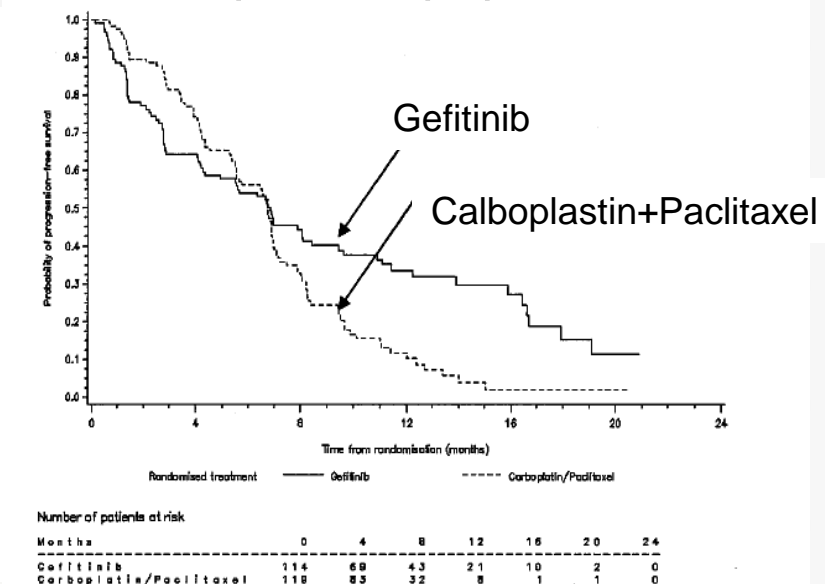 1.0
0.9
0.8
0.7
0.6
0.5
0.4
0.3
0.2
0.1
0.0
Probability of progression-free survival
Gefitinib
Calboplastin+Paclitaxel
0 4 8 12 16 20 24
Time from randomisation (months)
Randomised treatment Gefitinib Carboplatin/Paclitaxel
Number of patients at risk
Months 0 4 8 12 16 20 24
Gefitinib 114 69 43 21 10 2 0
Carboplatin/Paclitaxel 119 83 32 8 1 1 0